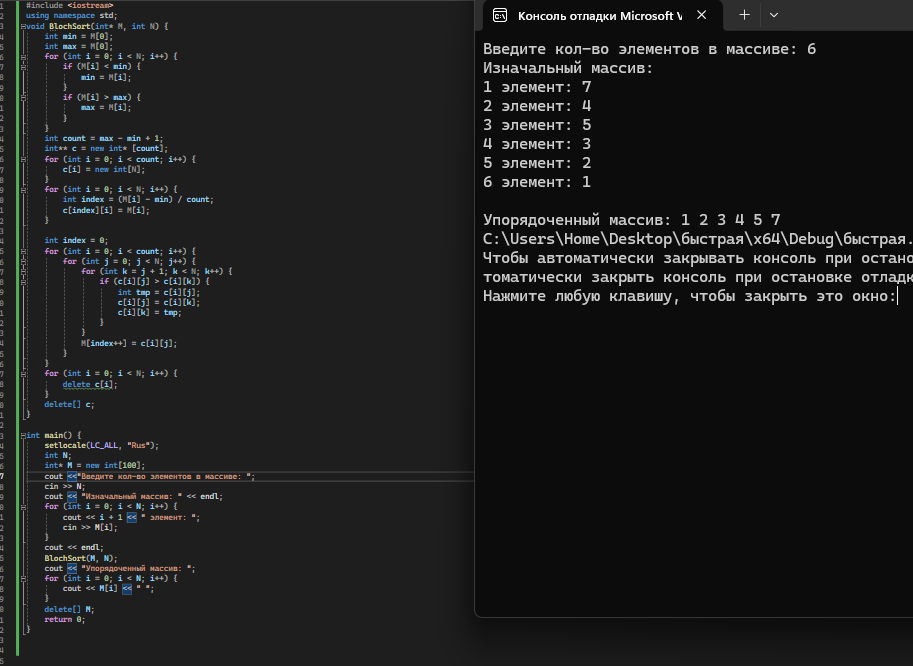 #include <iostream>
using namespace std;
void BlochSort(int* M, int N) {
int min = M[0];
int max = M[0];
for (int i = 0; i < N; i++) {
if (M[i] < min) {
min = M[i];
}
if (M[i] > max) {
max = M[i];
}
}
int count = max - min + 1;
int** c = new int* [count];
for (int i = 0; i < count; i++) {
c[i] = new int[N];
}
for (int i = 0; i < N; i++) {
int index = (M[i] - min) / count;
c[index][i] = M[i];
}
int index = 0;
for (int i = 0; i < count; i++) {
for (int j = 0; j < N; j++) {
for (int k = j + 1; k < N; k++) {
if (c[i][j] > c[i][k]) {
int tmp = c[i][j];
c[i][j] = c[i][k];
c[i][k] = tmp;
}
}
M[index++] = c[i][j];
}
}
for (int i = 0; i < N; i++) {
delete c[i];
}
delete[] c;
}
int main() {
setlocale(LC_ALL, "Rus");
int N;
int* M = new int[100];
cout <<"Введите кол-во элементов в массиве: ";
cin >> N;
cout << "Изначальный массив: " << endl;
for (int i = 0; i < N; i++) {
cout << i + 1 << " элемент: ";
cin >> M[i];
}
cout << endl;
BlochSort(M, N);
cout << "Упорядоченный массив: ";
for (int i = 0; i < N; i++) {
cout << M[i] << " ";
}
delete[] M;
return 0;
}
Консоль отладки Microsoft V
Введите кол-во элементов в массиве: 6
Изначальный массив:
1 элемент: 7
2 элемент: 4
3 элемент: 5
4 элемент: 3
5 элемент: 2
6 элемент: 1
Упорядоченный массив: 1 2 3 4 5 7
C:\Users\Home\Desktop\быстрая\x64\Debug\быстрая.
Чтобы автоматически закрывать консоль при остано
томатически закрыть консоль при остановке отладк
Нажмите любую клавишу, чтобы закрыть это окно: